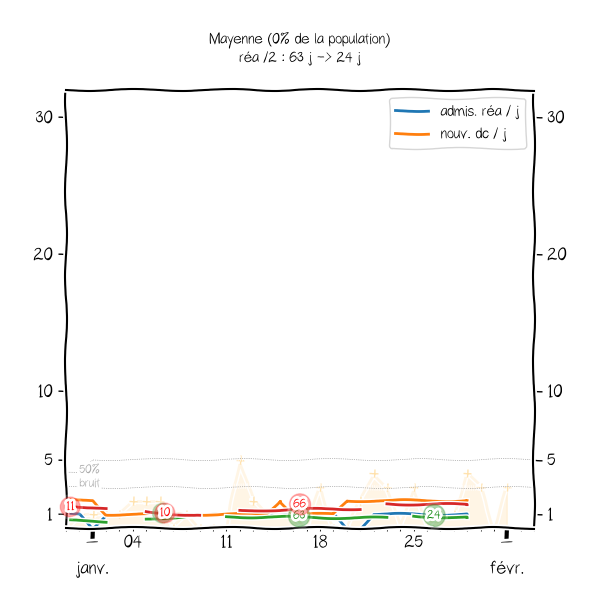 Mayenne (0% de la population)
réa /2 : 63 j -> 24 j
admis. réa / j
nouv. dc / j
30 30
20 20
10 10
5 5
50%
bruit
1 1
11
10
66
24
04 11 18 25
janv. févr.